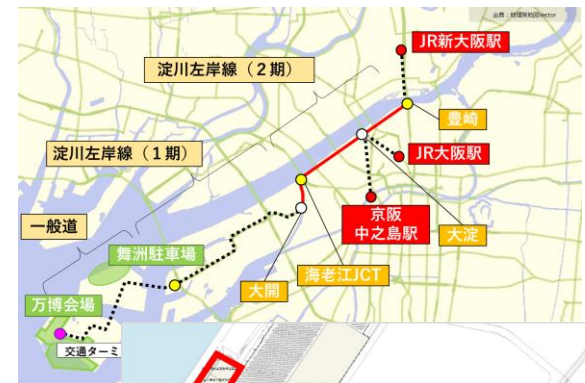 出典：地理院地図Vector
JR新大阪駅
淀川左岸線（２期）
豊崎
淀川左岸線（１期）
JR大阪駅
一般道
京阪
中之島駅
大淀
舞洲駐車場
大開
海老江JCT
万博会場
交通ターミ